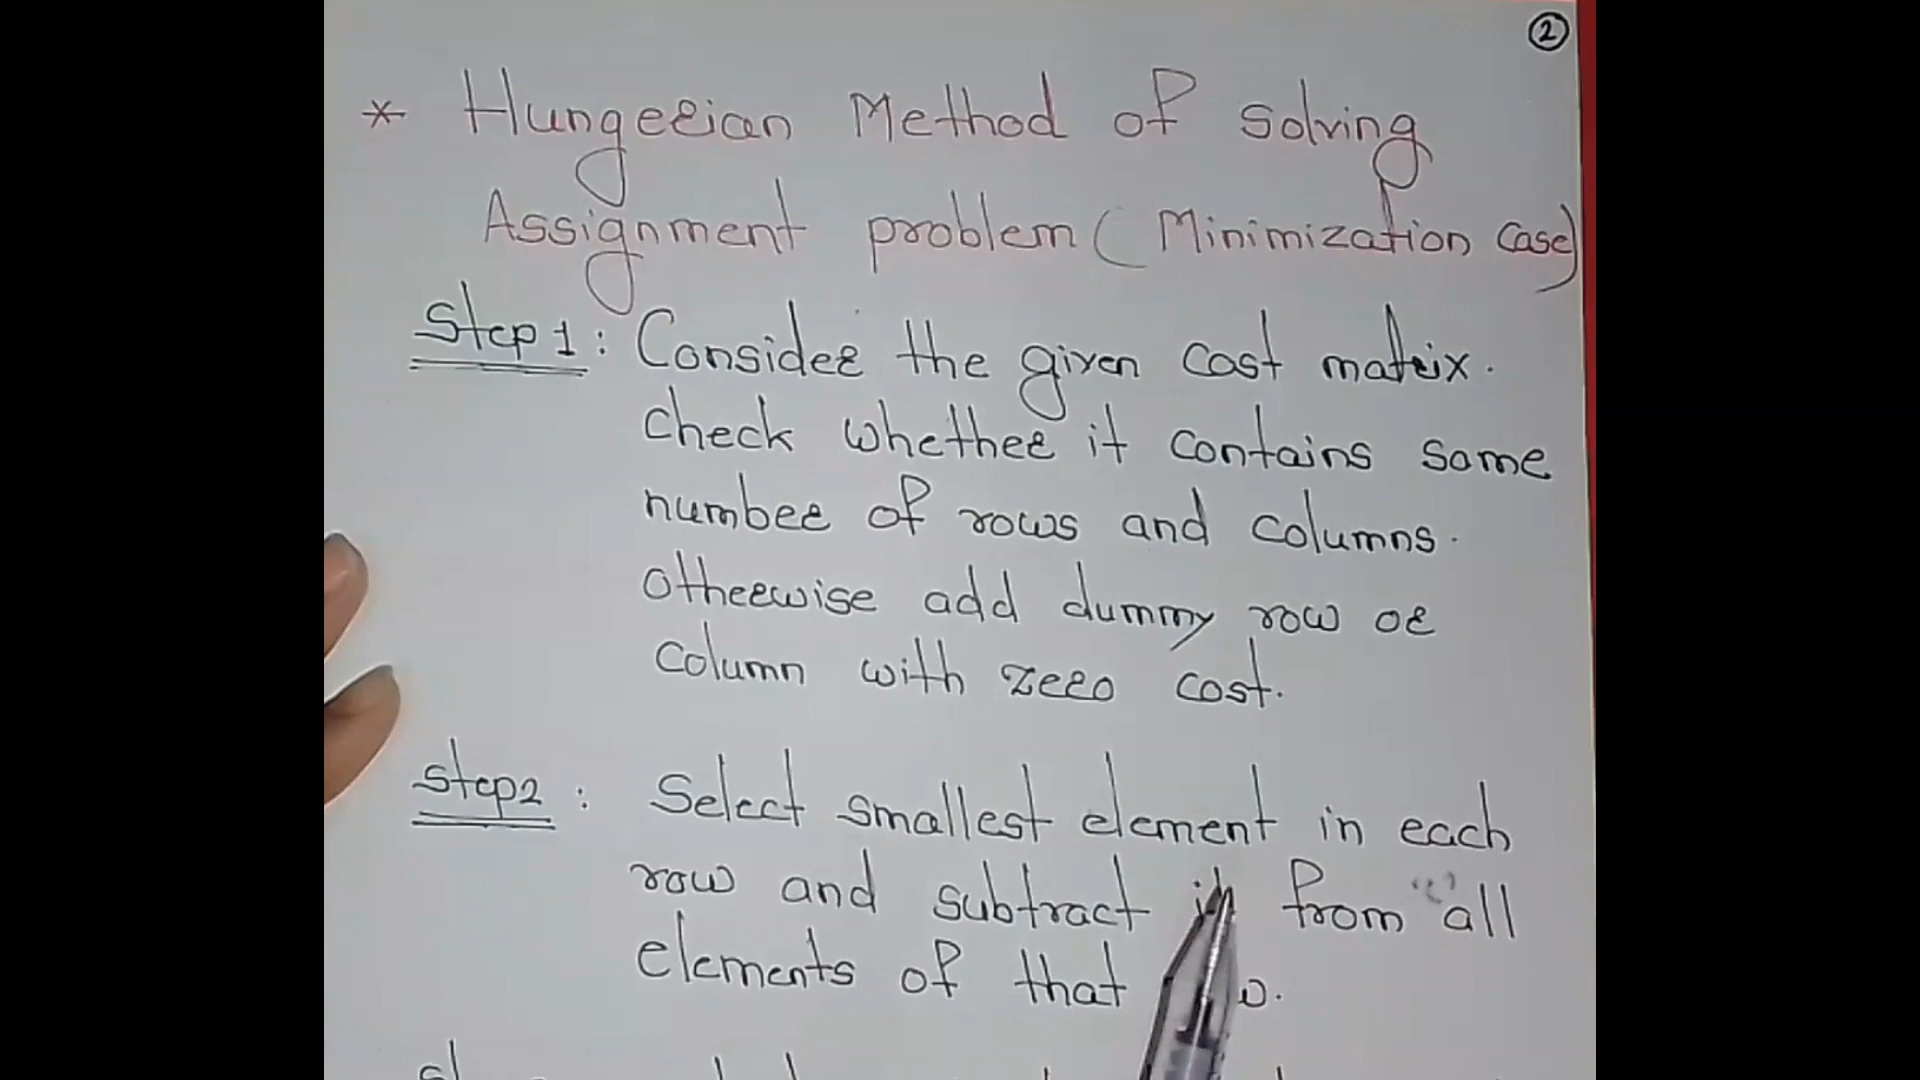 ②
* Hungerian Method of solving
Assignment problem (Minimization Case)
Step 1: Consider the given cost matrix.
check whether it contains same
number of rows and columns.
otherwise add dummy row or
column with zero cost.
Step 2: Select smallest element in each
row and subtract it from all
elements of that